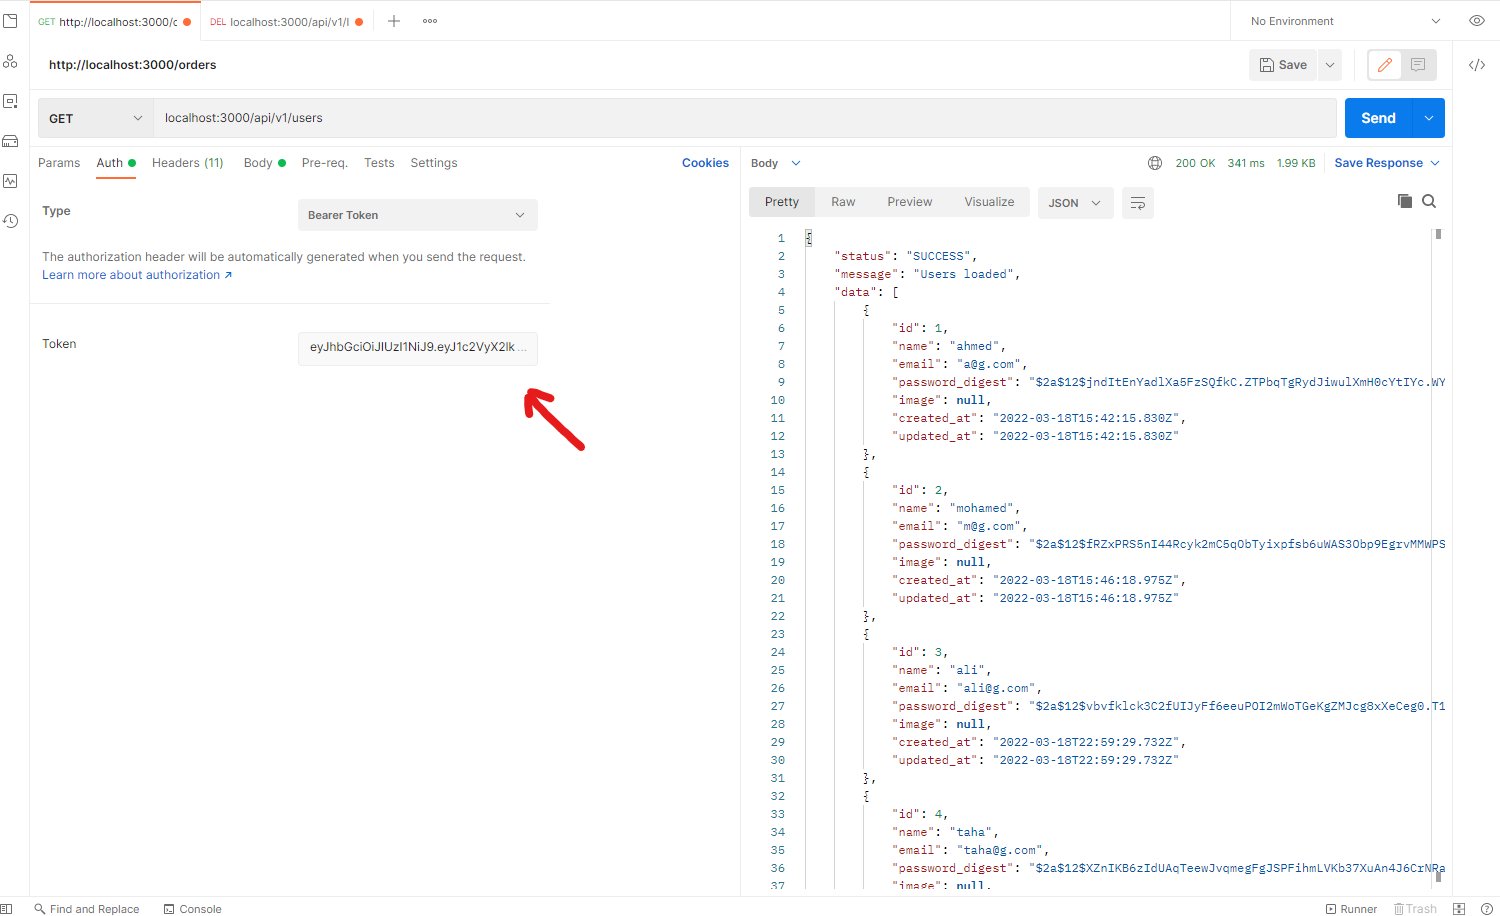 GET http://localhost:3000/c
DEL localhost:3000/api/v1/l
No Environment
http://localhost:3000/orders
Save
GET
localhost:3000/api/v1/users
Send
Params Auth Headers (11) Body Pre-req. Tests Settings Cookies
Body 200 OK 341 ms 1.99 KB Save Response
Type
Bearer Token
The authorization header will be automatically generated when you send the request.
Learn more about authorization ↗
Token
eyJhbGciOiJIUzI1NiJ9.eyJ1c2VyX2lk ...
Pretty Raw Preview Visualize JSON
1 {
2 "status": "SUCCESS",
3 "message": "Users loaded",
4 "data": [
5 {
6 "id": 1,
7 "name": "ahmed",
8 "email": "a@g.com",
9 "password_digest": "$2a$12$jndItEnYadlXa5FzSQfkC.ZTPbqTgRydJiwulXmH0cYtIYc.WY
10 "image": null,
11 "created_at": "2022-03-18T15:42:15.830Z",
12 "updated_at": "2022-03-18T15:42:15.830Z"
13 },
14 {
15 "id": 2,
16 "name": "mohamed",
17 "email": "m@g.com",
18 "password_digest": "$2a$12$fRZxPRS5nI44Rcyk2mC5qObTyixpfsb6uWAS3Obp9EgrvMMWPS
19 "image": null,
20 "created_at": "2022-03-18T15:46:18.975Z",
21 "updated_at": "2022-03-18T15:46:18.975Z"
22 },
23 {
24 "id": 3,
25 "name": "ali",
26 "email": "ali@g.com",
27 "password_digest": "$2a$12$vbvfklck3C2fUIJyFf6eeuPOI2mWoTGeKgZMJcg8xXeCeg0.T1
28 "image": null,
29 "created_at": "2022-03-18T22:59:29.732Z",
30 "updated_at": "2022-03-18T22:59:29.732Z"
31 },
32 {
33 "id": 4,
34 "name": "taha",
35 "email": "taha@g.com",
36 "password_digest": "$2a$12$XZnIKB6zIdUAqTeewJvqmegFgJSPFihmLVKb37XuAn4J6CrNRa
37 "image": null,
Find and Replace Console Runner Trash